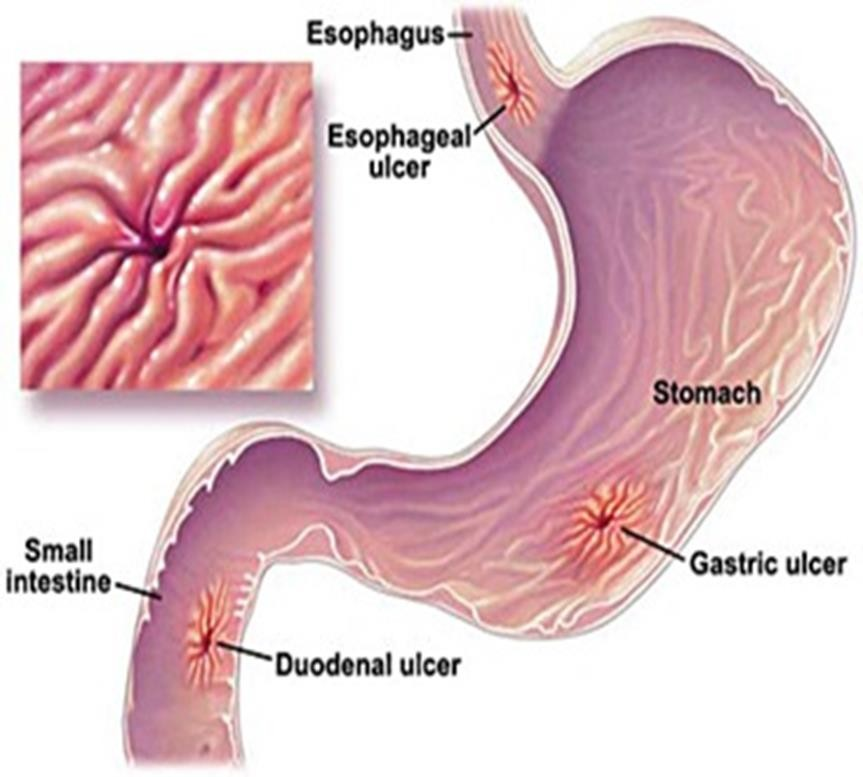 Esophagus
Esophageal
ulcer
Stomach
Gastric ulcer
Small
intestine
Duodenal ulcer